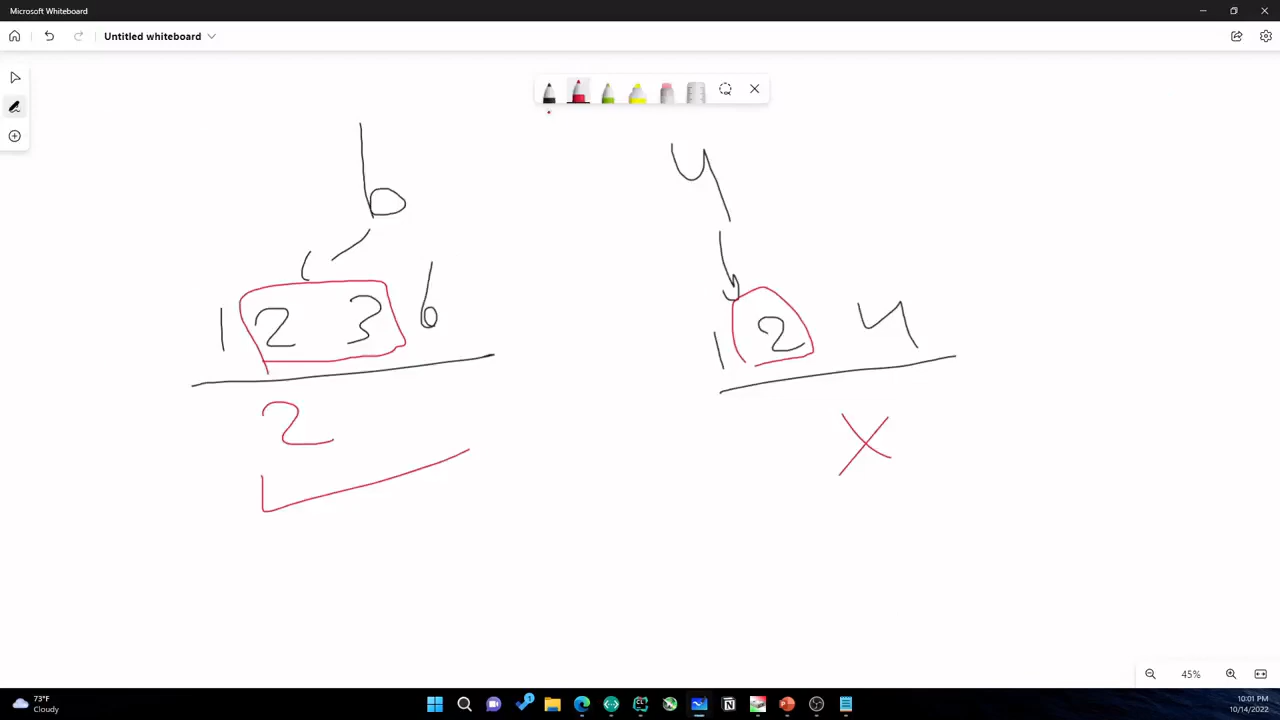 Microsoft Whiteboard
Untitled whiteboard
6
4
1 2 3 6
1 2 4
2
X
45%
73°F
Cloudy
1
10:01 PM
10/14/2022